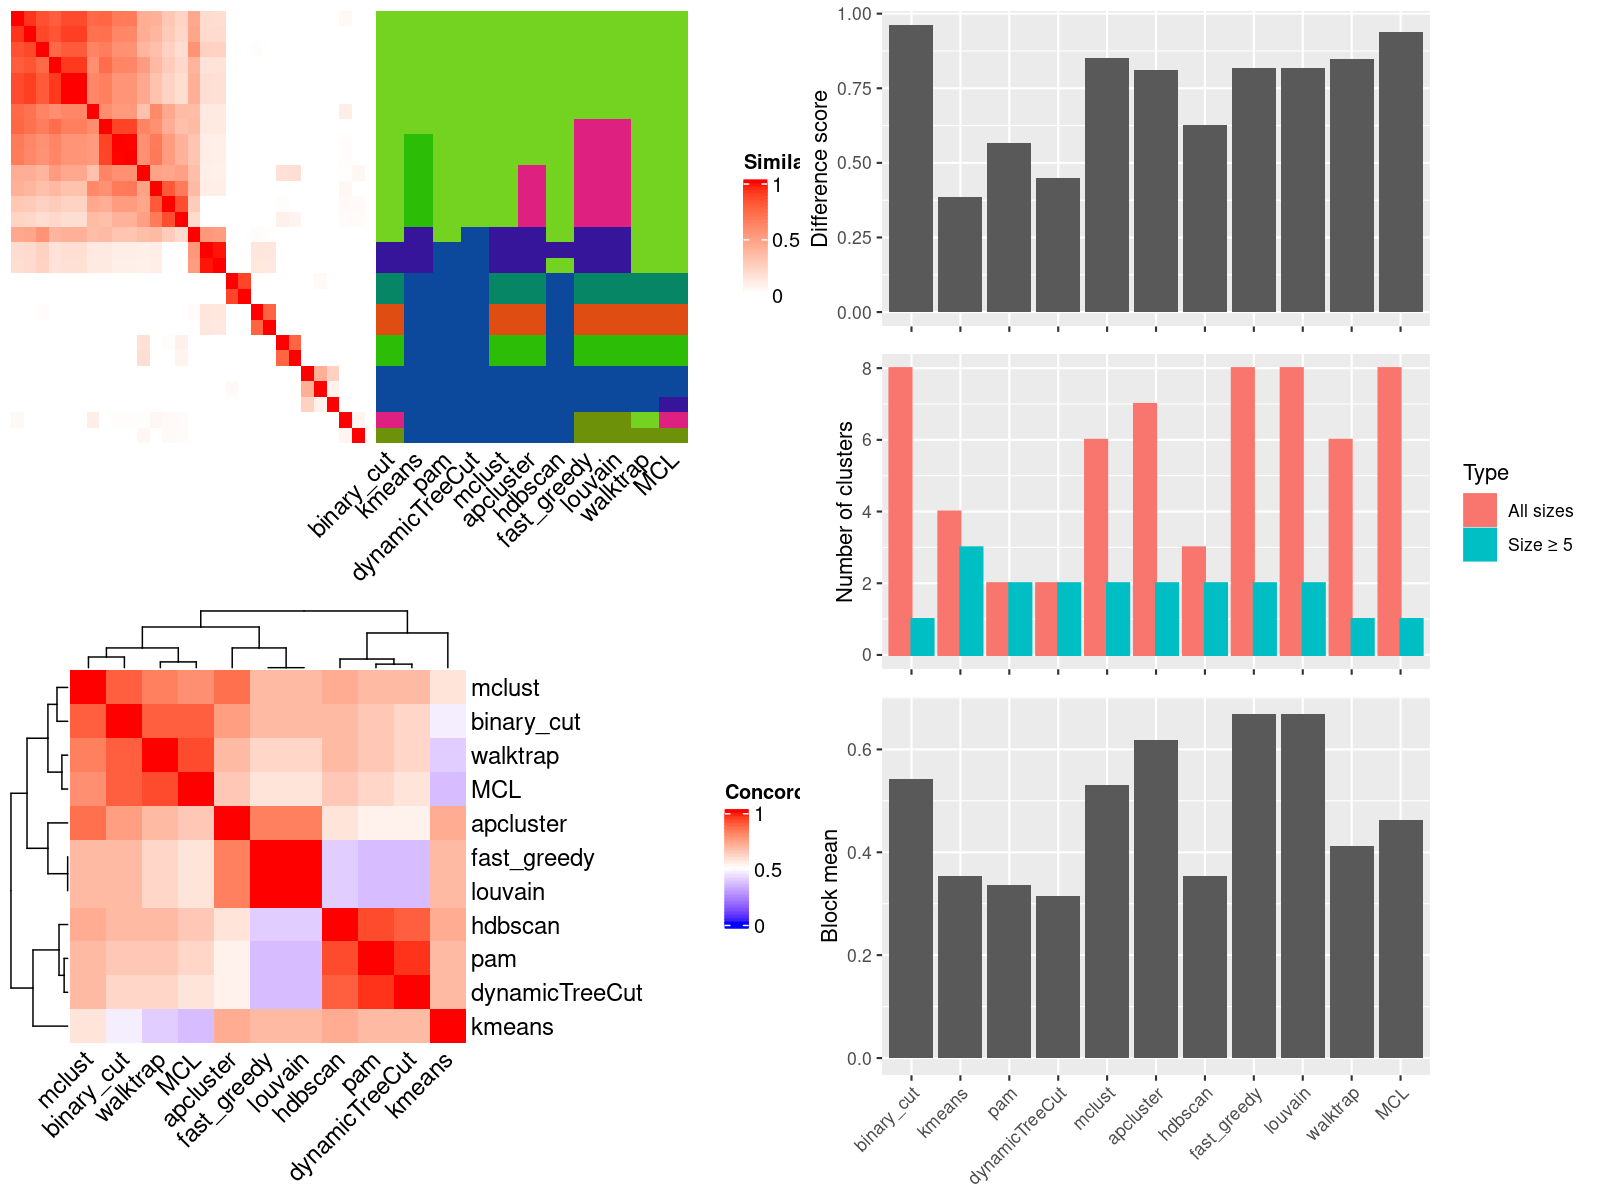 Simila
1
0.5
0
binary_cut
kmeans
pam
dynamicTreeCut
mclust
apcluster
hdbscan
fast_greedy
louvain
walktrap
MCL
mclust
binary_cut
walktrap
MCL
apcluster
fast_greedy
louvain
hdbscan
pam
dynamicTreeCut
kmeans
mclust
binary_cut
walktrap
MCL
apcluster
fast_greedy
louvain
hdbscan
pam
dynamicTreeCut
kmeans
Concord
1
0.5
0
Difference score
1.00
0.75
0.50
0.25
0.00
Number of clusters
8
6
4
2
0
Type
All sizes
Size ≥ 5
Block mean
0.6
0.4
0.2
0.0
binary_cut
kmeans
pam
dynamicTreeCut
mclust
apcluster
hdbscan
fast_greedy
louvain
walktrap
MCL